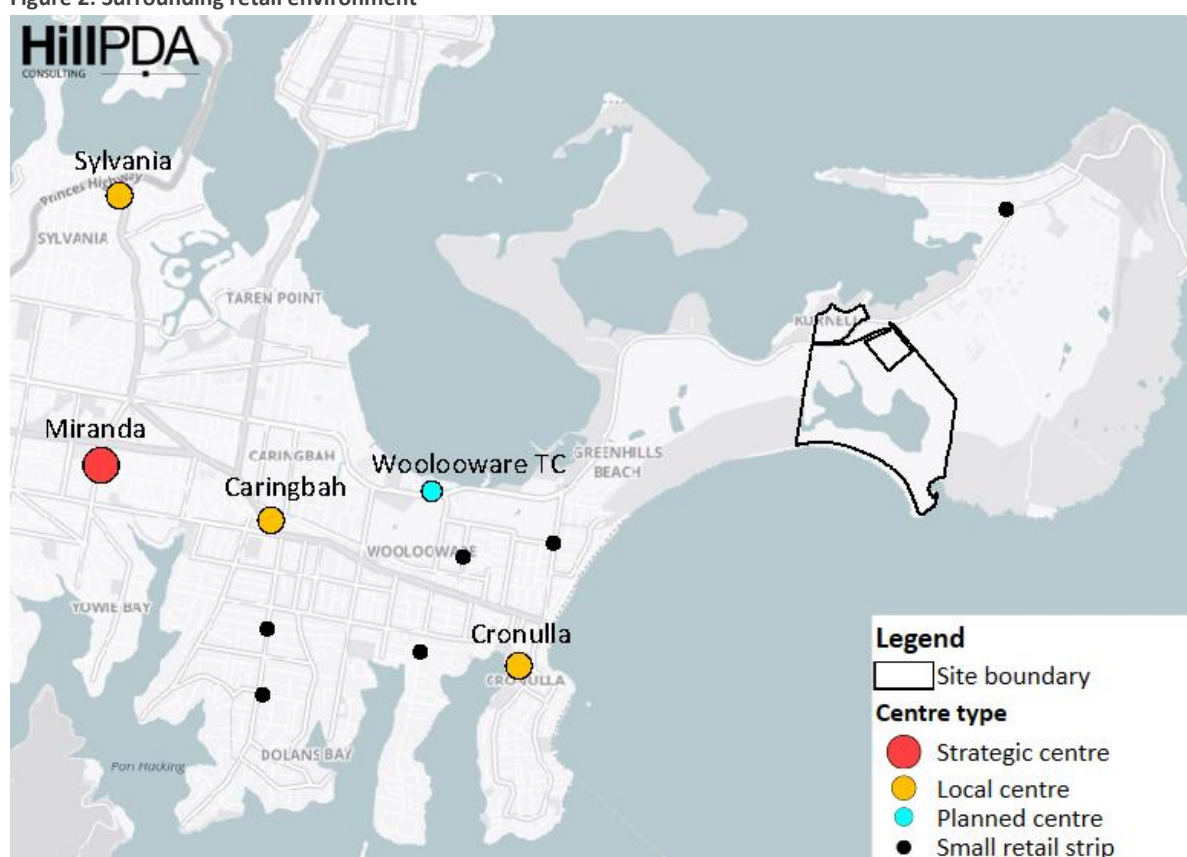 Figure 2: Surrounding retail environment
HillPDA
CONSULTING
Sylvania
Princes Highway
SYLVANIA
TAREN POINT
KURNELL
Miranda
CARINGBAH
Caringbah
Woolooware TC
GREENHILLS
BEACH
WOOLOOWARE
YOWIE BAY
Cronulla
CRONULLA
DOLANS BAY
Port Hacking
Legend
Site boundary
Centre type
Strategic centre
Local centre
Planned centre
Small retail strip